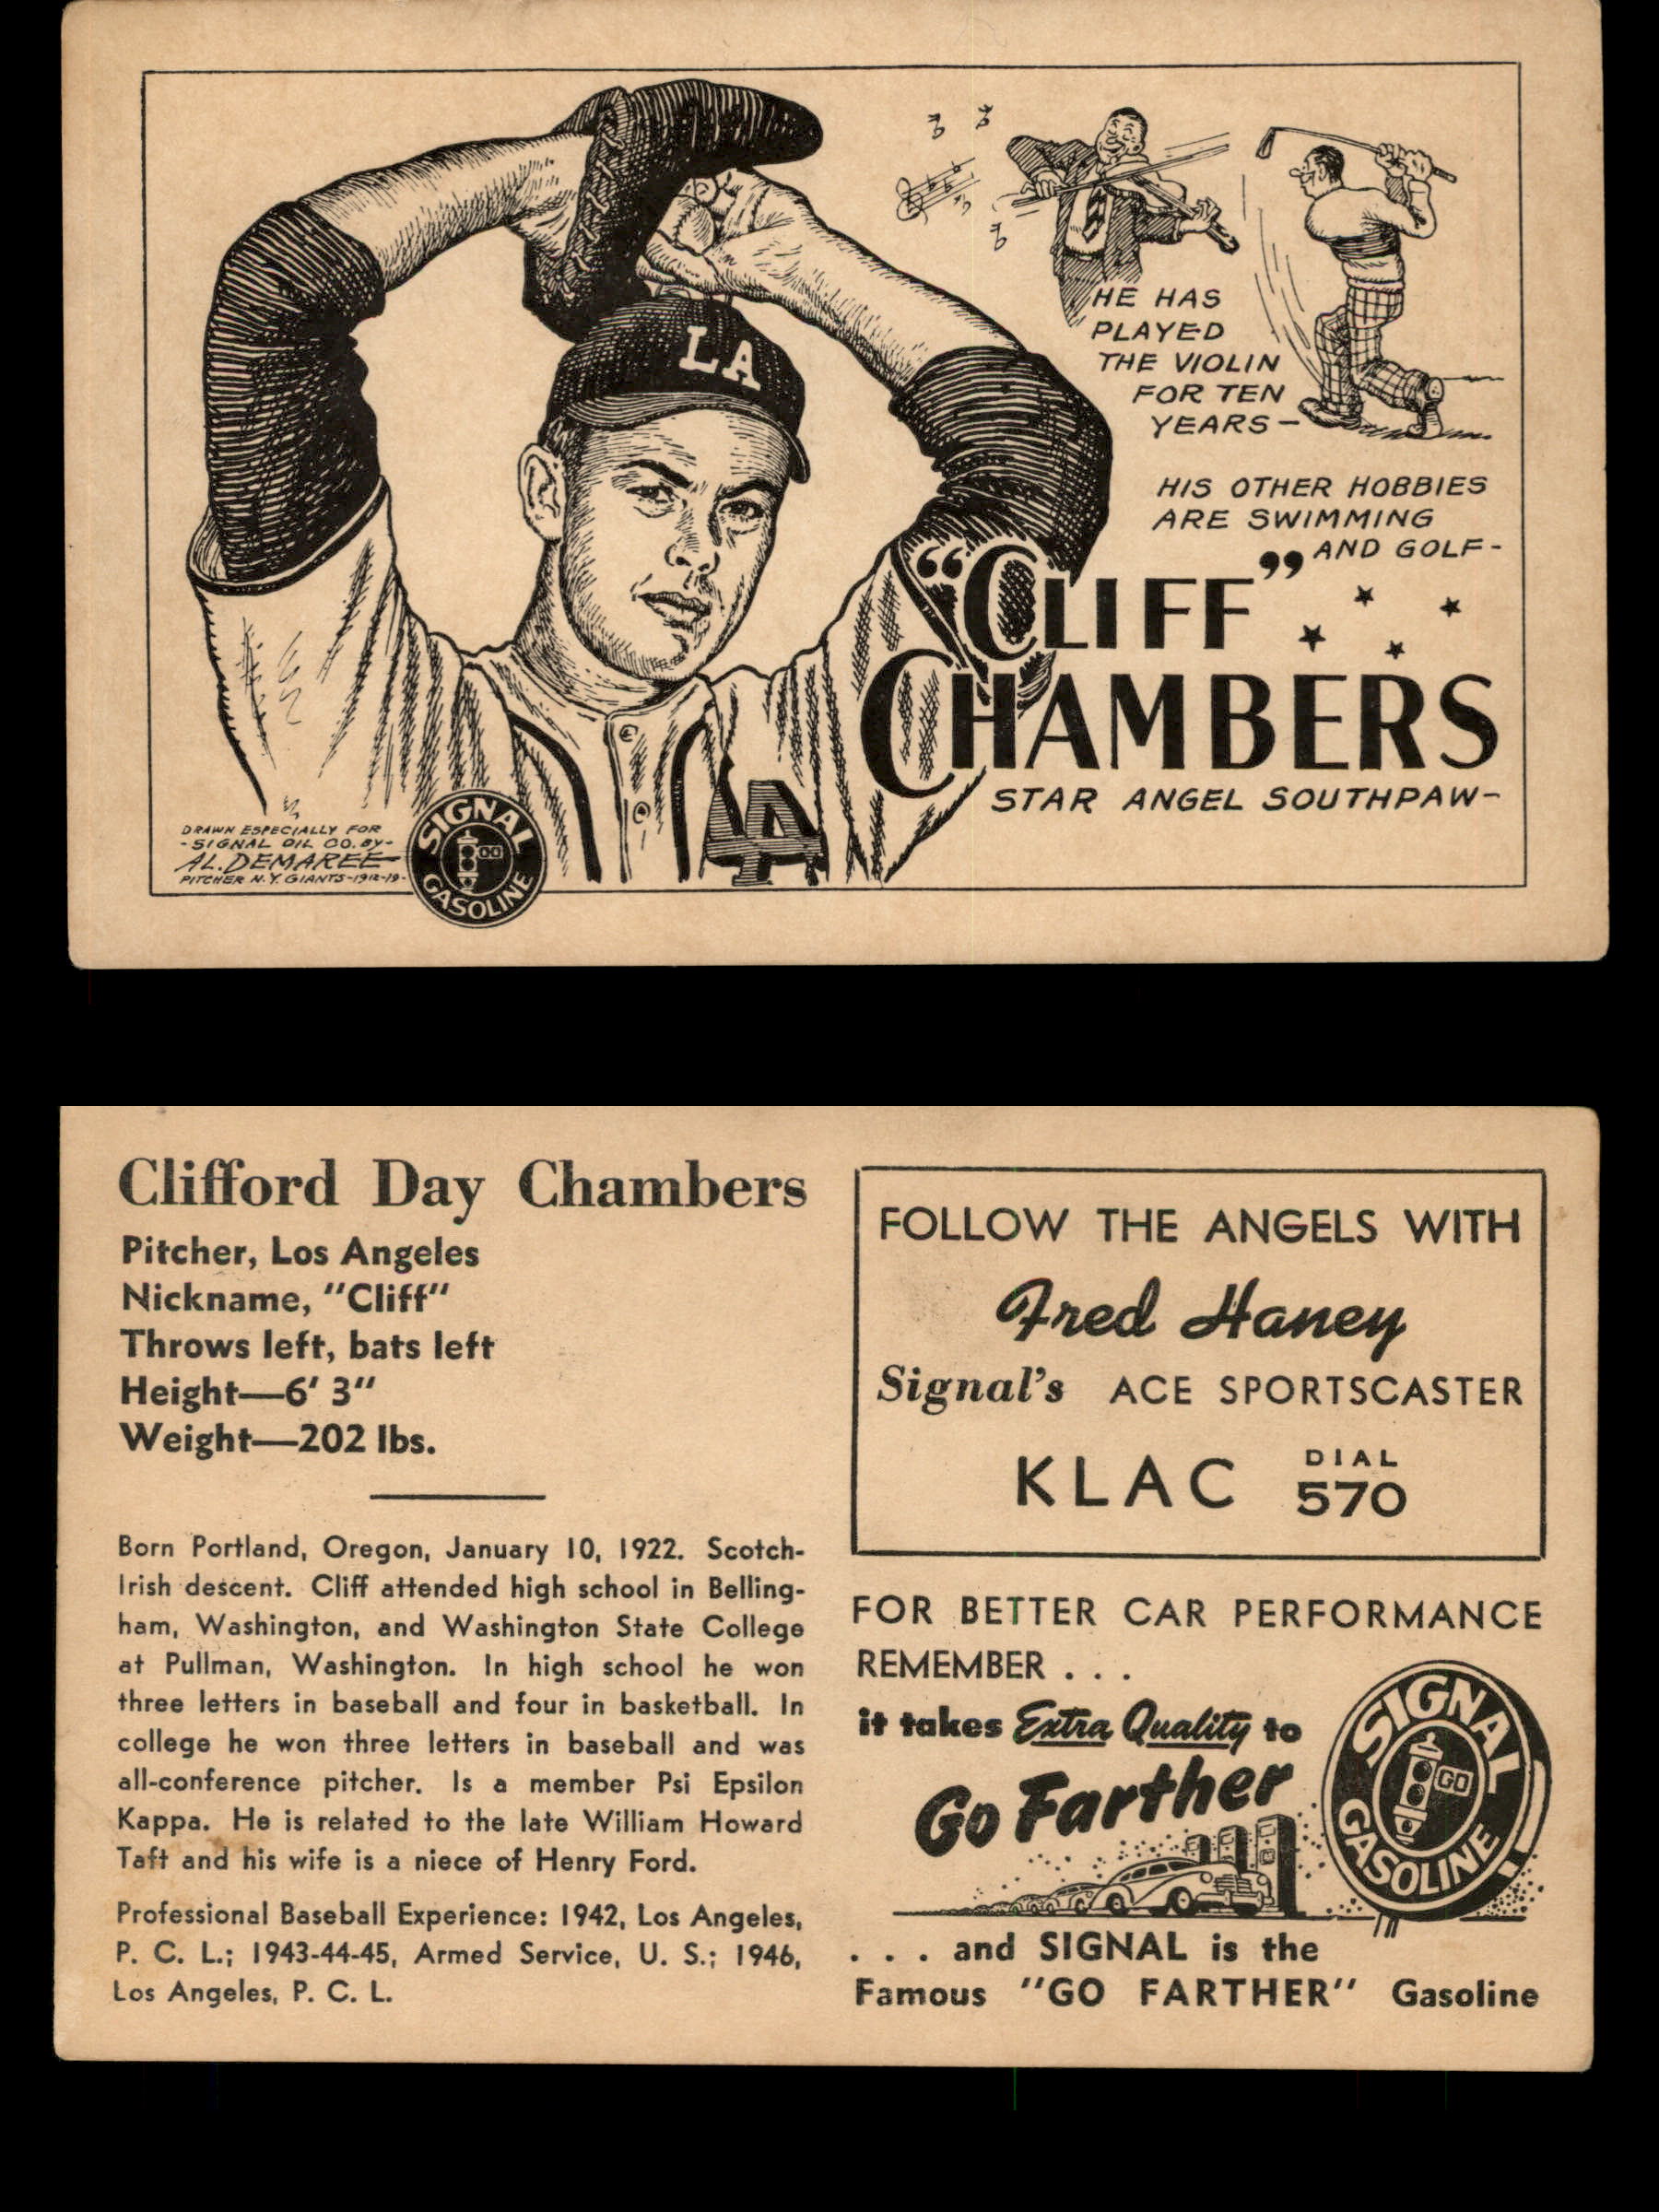 LA
HE HAS
PLAYED
THE VIOLIN
FOR TEN
YEARS—
HIS OTHER HOBBIES
ARE SWIMMING
AND GOLF-
"CLIFF"
CHAMBERS
STAR ANGEL SOUTHPAW-
LA
DRAWN ESPECIALLY FOR
-SIGNAL OIL CO. BY-
AL. DEMAREE
PITCHER N.Y. GIANTS-1912-19-
SIGNAL
GO
GASOLINE
Clifford Day Chambers
Pitcher, Los Angeles
Nickname, "Cliff"
Throws left, bats left
Height—6' 3"
Weight—202 lbs.
Born Portland, Oregon, January 10, 1922. Scotch-
Irish descent. Cliff attended high school in Belling-
ham, Washington, and Washington State College
at Pullman, Washington. In high school he won
three letters in baseball and four in basketball. In
college he won three letters in baseball and was
all-conference pitcher. Is a member Psi Epsilon
Kappa. He is related to the late William Howard
Taft and his wife is a niece of Henry Ford.
Professional Baseball Experience: 1942, Los Angeles,
P. C. L.; 1943-44-45, Armed Service, U. S.; 1946,
Los Angeles, P. C. L.
FOLLOW THE ANGELS WITH
Fred Haney
Signal's ACE SPORTSCASTER
KLAC DIAL
570
FOR BETTER CAR PERFORMANCE
REMEMBER . . .
it takes Extra Quality to
Go Farther
SIGNAL
GO
GASOLINE
. . . and SIGNAL is the
Famous "GO FARTHER" Gasoline